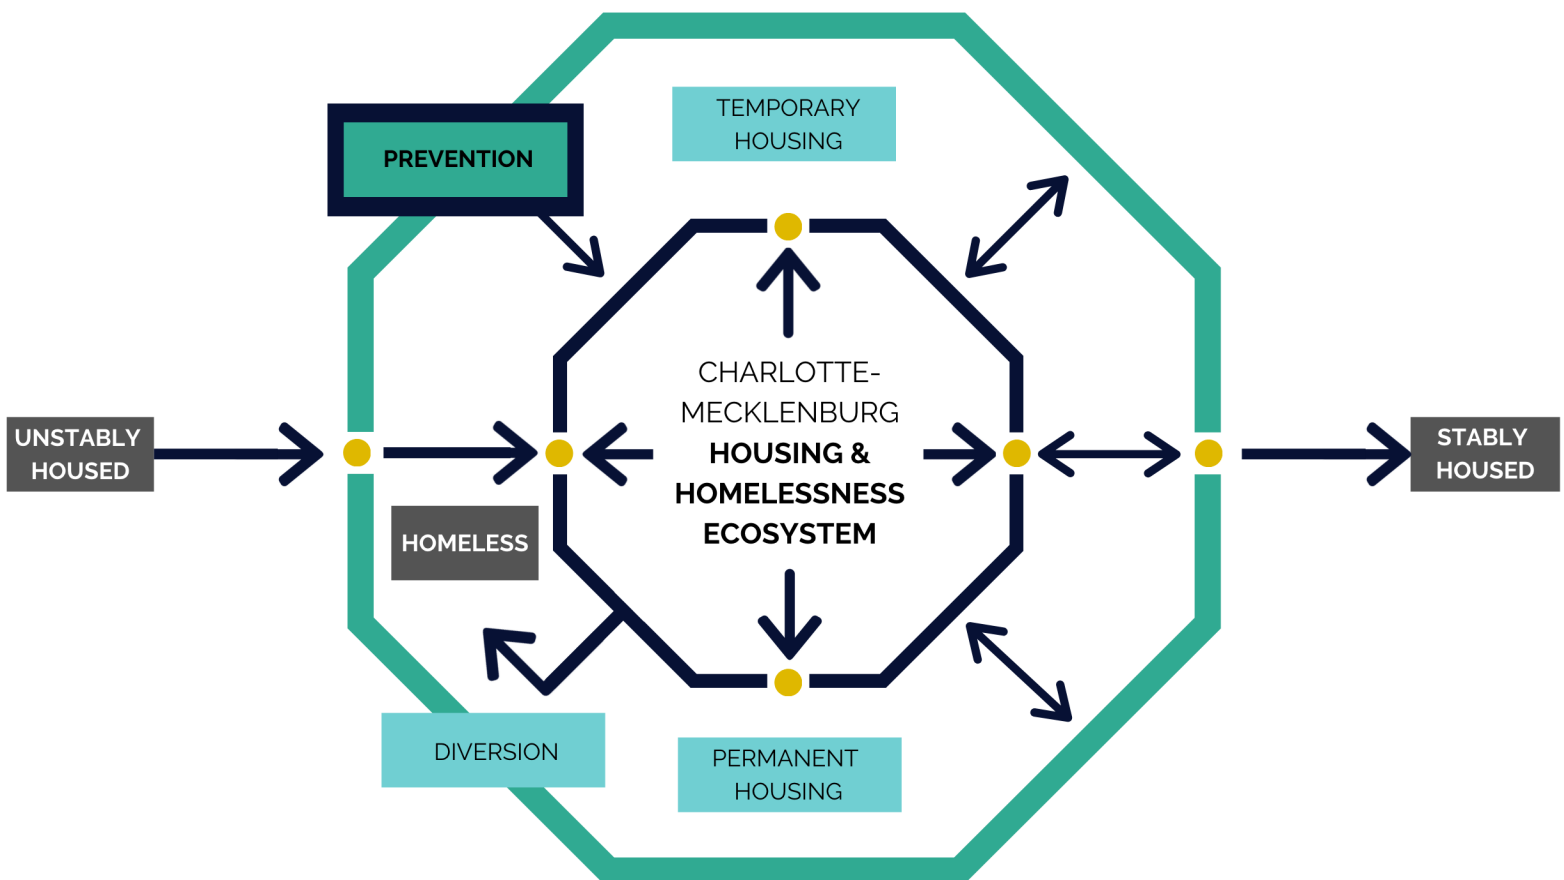 TEMPORARY
HOUSING
PREVENTION
CHARLOTTE-
MECKLENBURG
HOUSING &
HOMELESSNESS
ECOSYSTEM
UNSTABLY
HOUSED
STABLY
HOUSED
HOMELESS
DIVERSION
PERMANENT
HOUSING